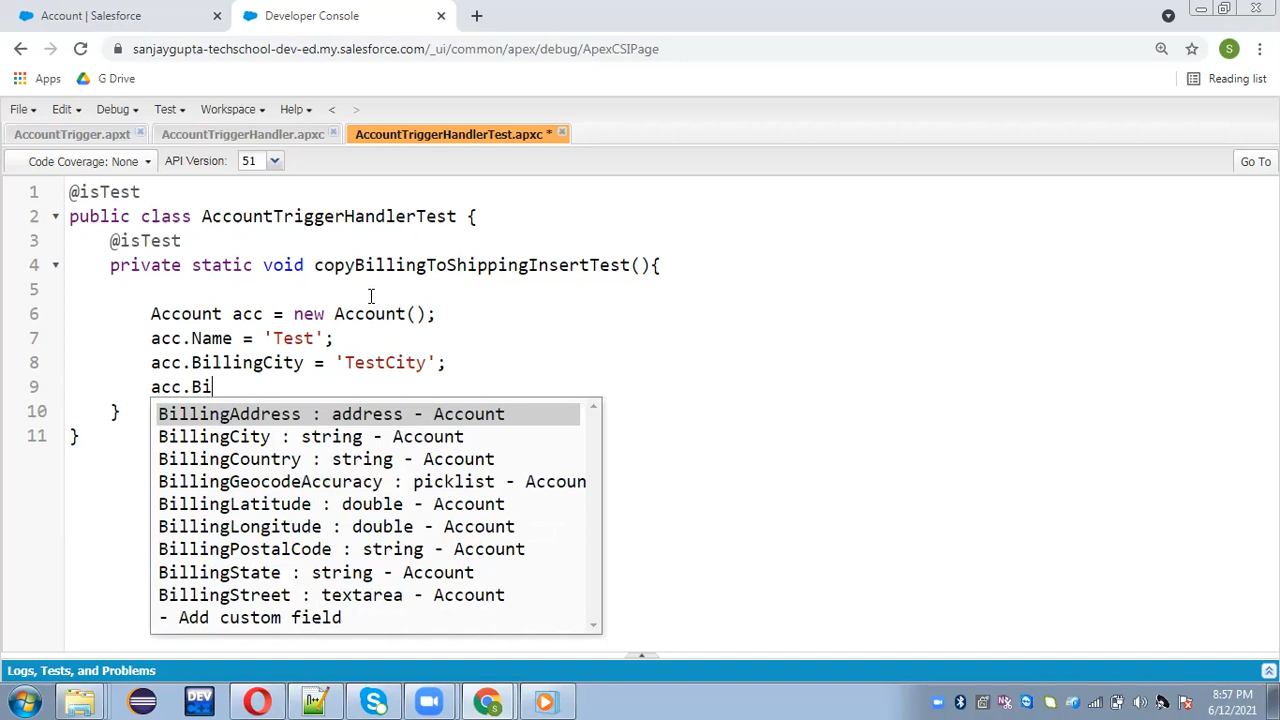 Account | Salesforce
Developer Console
sanjaygupta-techschool-dev-ed.my.salesforce.com/_ui/common/apex/debug/ApexCSIPage
S
Apps
G Drive
Reading list
File
Edit
Debug
Test
Workspace
Help
<
>
AccountTrigger.apxt
AccountTriggerHandler.apxc
AccountTriggerHandlerTest.apxc *
Code Coverage: None
API Version:
51
Go To
1 @isTest
2 public class AccountTriggerHandlerTest {
3 @isTest
4 private static void copyBillingToShippingInsertTest(){
5
6 Account acc = new Account();
7 acc.Name = 'Test';
8 acc.BillingCity = 'TestCity';
9 acc.Bi
10 }
11 }
BillingAddress : address - Account
BillingCity : string - Account
BillingCountry : string - Account
BillingGeocodeAccuracy : picklist - Accoun
BillingLatitude : double - Account
BillingLongitude : double - Account
BillingPostalCode : string - Account
BillingState : string - Account
BillingStreet : textarea - Account
- Add custom field
Logs, Tests, and Problems
DEV
8:57 PM
6/12/2021